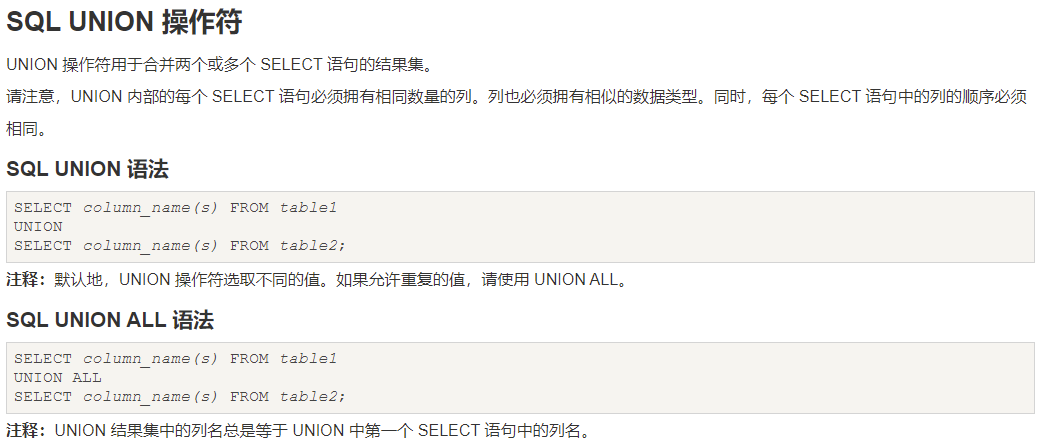 SQL UNION 操作符
UNION 操作符用于合并两个或多个 SELECT 语句的结果集。
请注意，UNION 内部的每个 SELECT 语句必须拥有相同数量的列。列也必须拥有相似的数据类型。同时，每个 SELECT 语句中的列的顺序必须
相同。
SQL UNION 语法
SELECT column_name(s) FROM table1
UNION
SELECT column_name(s) FROM table2;
注释：默认地，UNION 操作符选取不同的值。如果允许重复的值，请使用 UNION ALL。
SQL UNION ALL 语法
SELECT column_name(s) FROM table1
UNION ALL
SELECT column_name(s) FROM table2;
注释：UNION 结果集中的列名总是等于 UNION 中第一个 SELECT 语句中的列名。